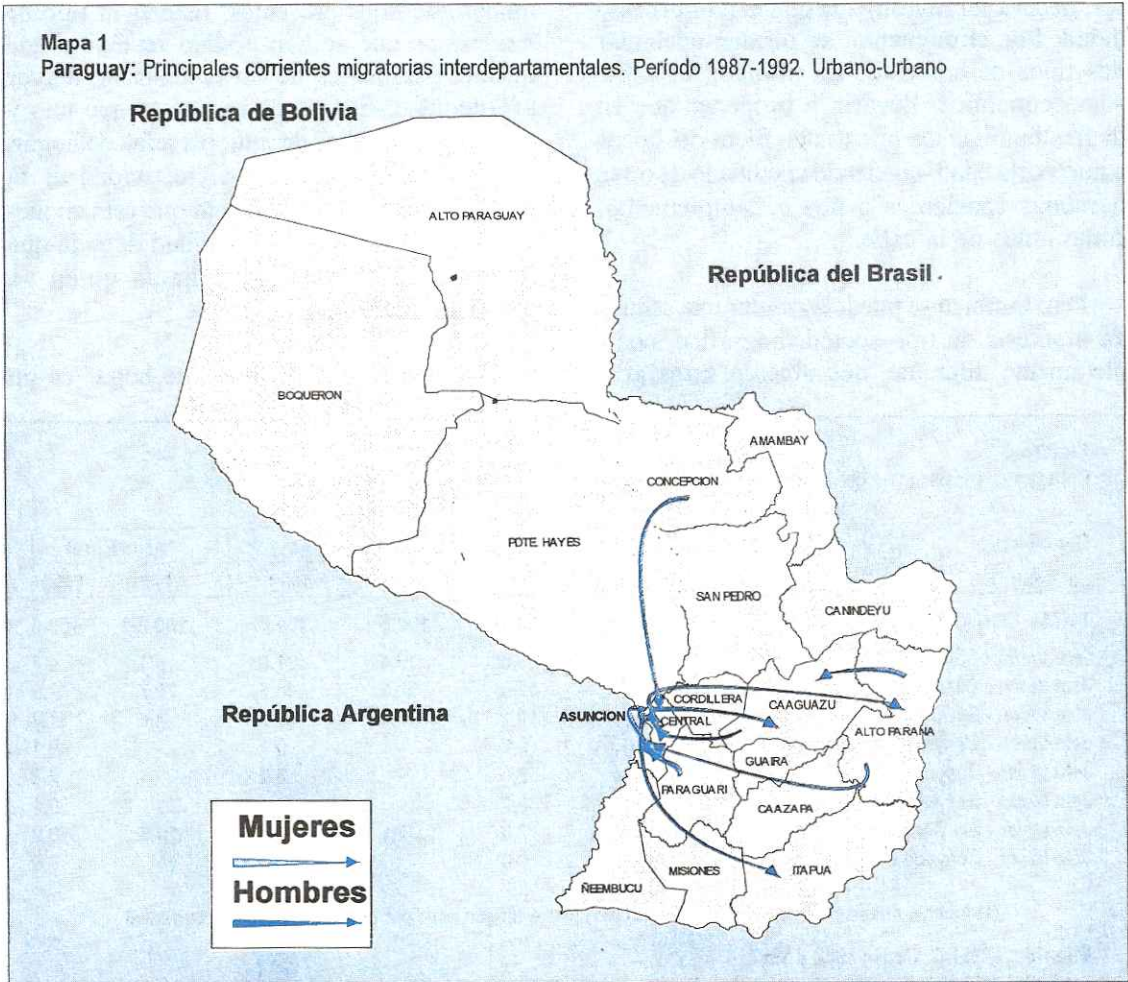 Mapa 1
Paraguay: Principales corrientes migratorias interdepartamentales. Período 1987-1992. Urbano-Urbano
República de Bolivia
ALTO PARAGUAY
República del Brasil
BOQUERON
AMAMBAY
CONCEPCION
PDTE. HAYES
SAN PEDRO
CANINDEYU
CORDILLERA
CAAGUAZU
República Argentina
ASUNCION
CENTRAL
ALTO PARANA
GUAIRA
PARAGUARI
CAAZAPA
Mujeres
Hombres
MISIONES
ITAPUA
ÑEEMBUCU